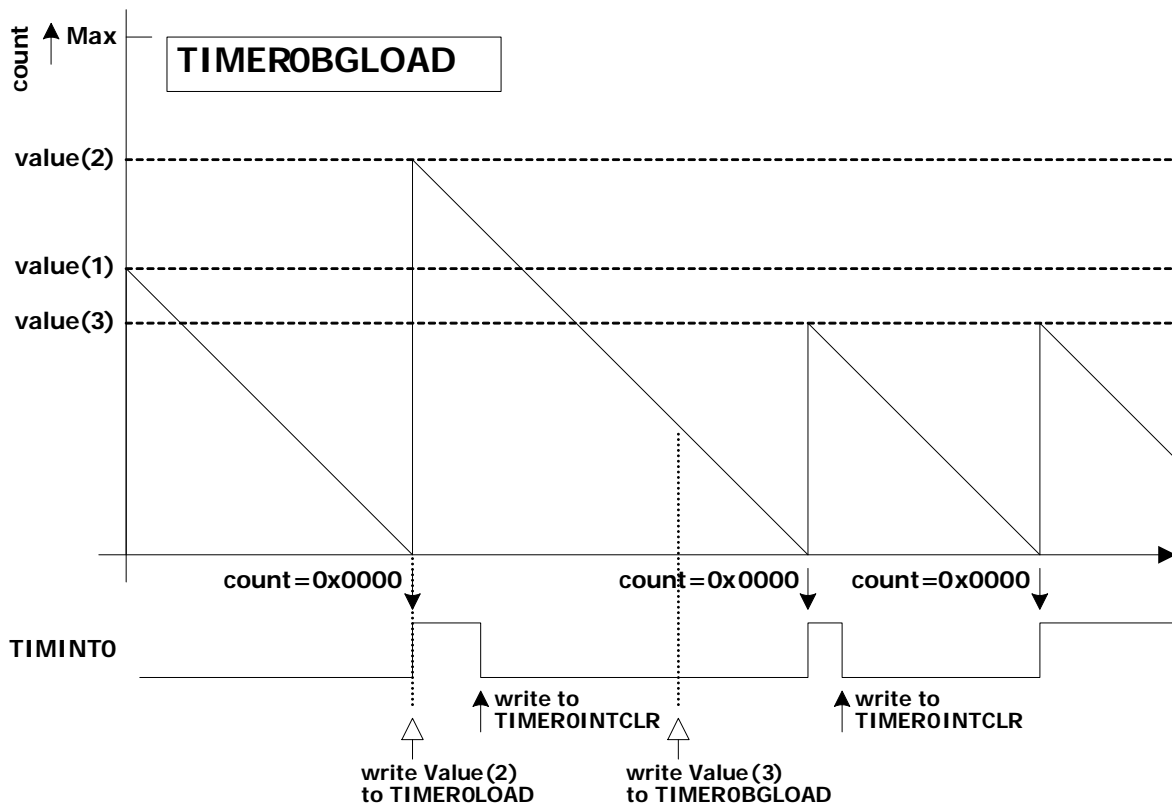 count
Max
TIMER0BGLOAD
value(2)
value(1)
value(3)
count=0x0000
count=0x0000
count=0x0000
TIMINT0
write to
TIMER0INTCLR
write to
TIMER0INTCLR
write Value(2)
to TIMER0LOAD
write Value(3)
to TIMER0BGLOAD